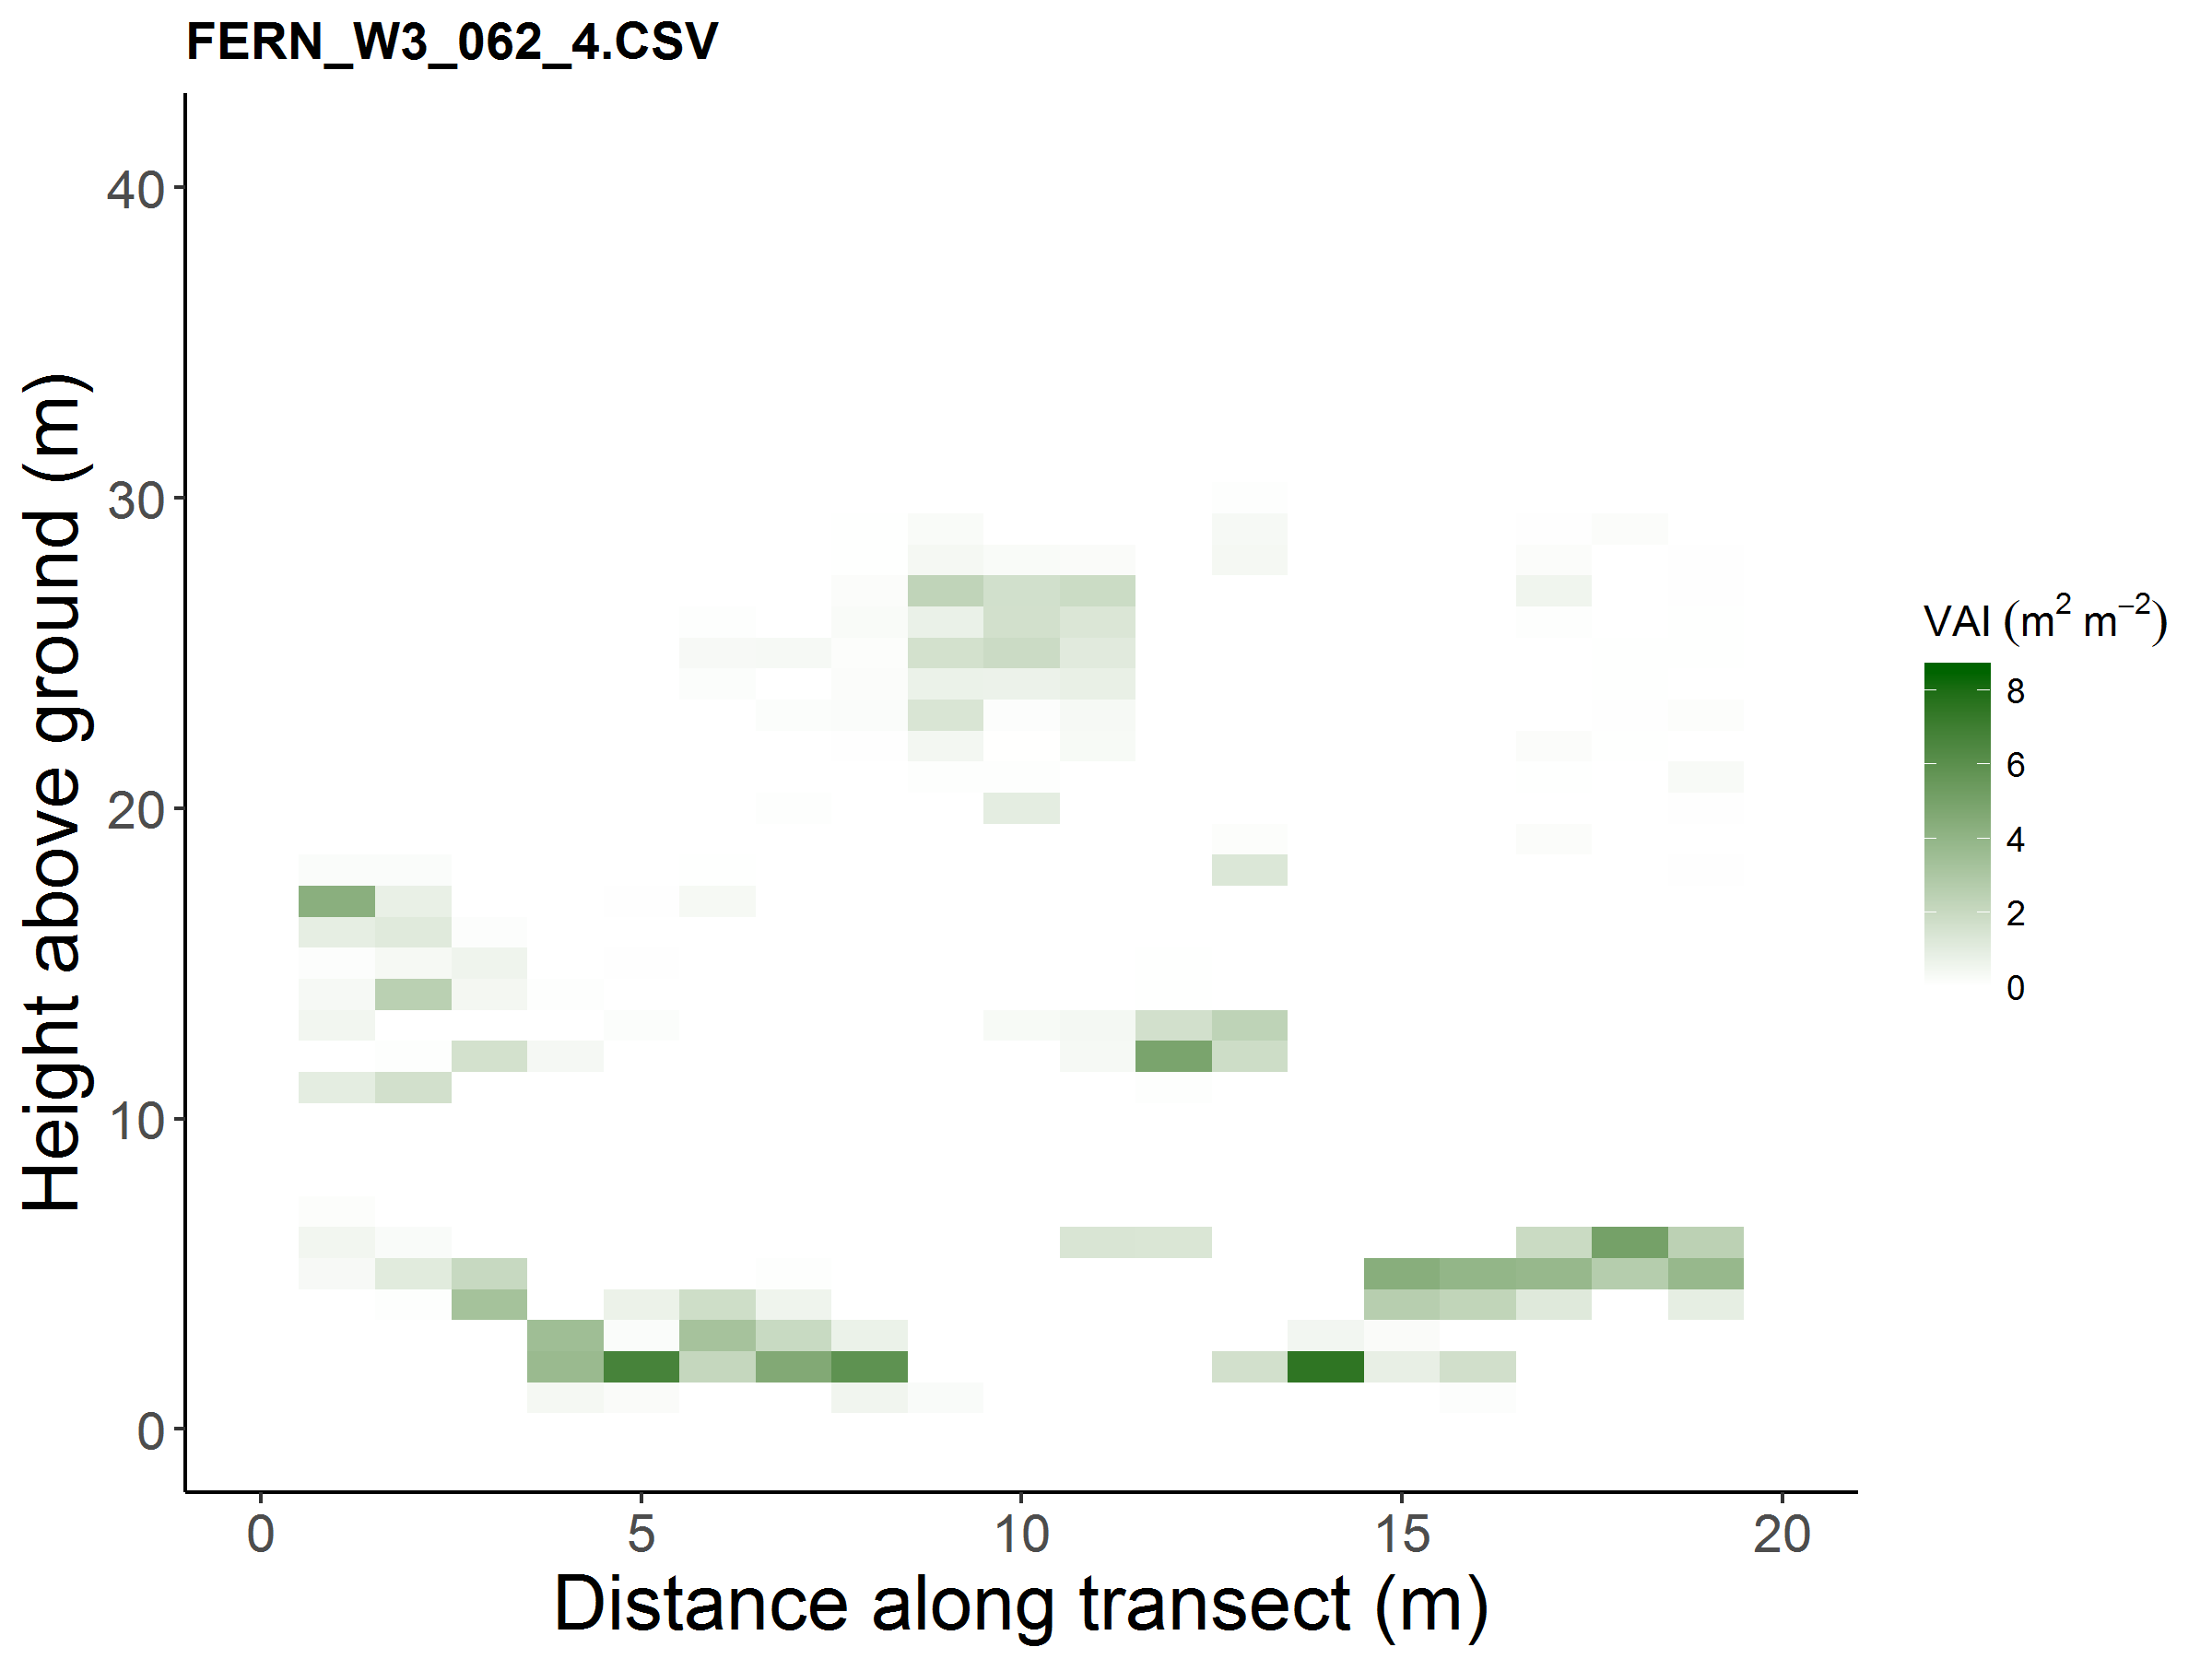 FERN_W3_062_4.CSV
Height above ground (m)
40
30
20
10
0
0 5 10 15 20
Distance along transect (m)
VAI (m² m⁻²)
8
6
4
2
0